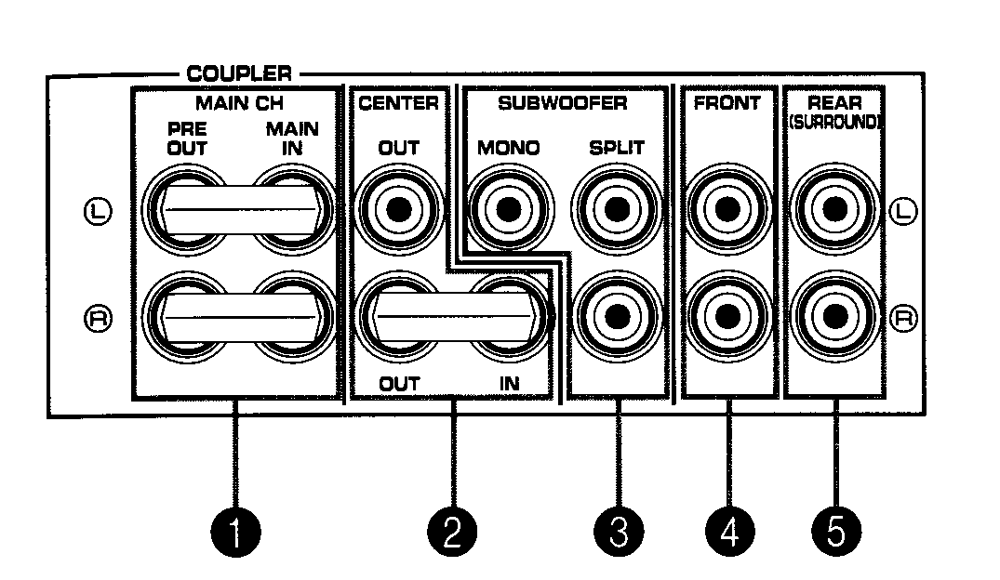 COUPLER
MAIN CH
CENTER
SUBWOOFER
FRONT
REAR
(SURROUND)
PRE
OUT
MAIN
IN
OUT
MONO
SPLIT
L
L
R
R
OUT
IN
1
2
3
4
5